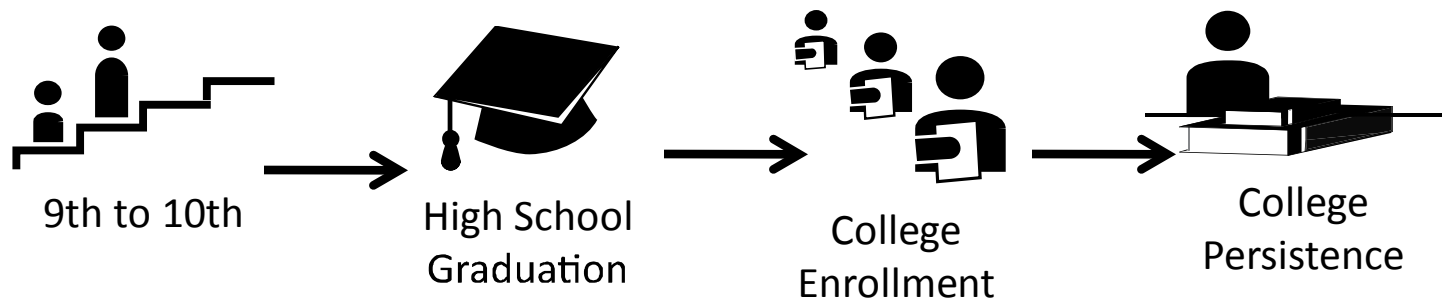 9th to 10th
High School
Graduation
College
Enrollment
College
Persistence